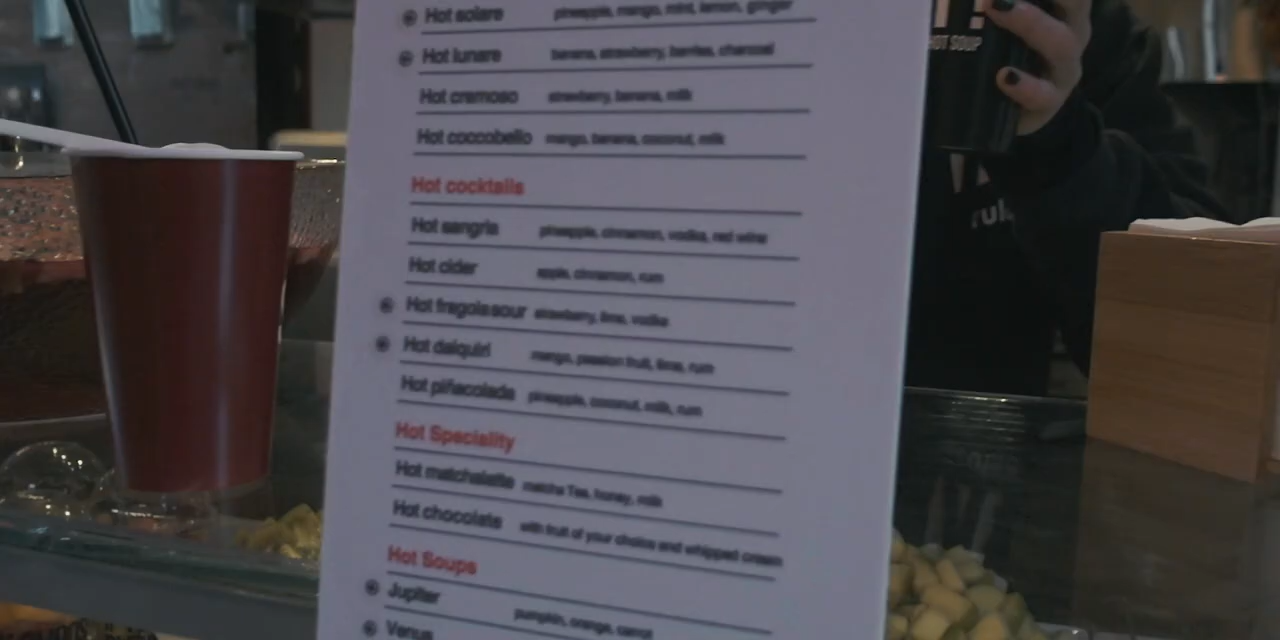 Hot solare pineapple, mango, mint, lemon, ginger
Hot lunare banana, strawberry, berries, charcoal
Hot cremoso strawberry, banana, milk
Hot coccobello mango, banana, coconut, milk
Hot cocktails
Hot sangria pineapple, cinnamon, vodka, red wine
Hot cider apple, cinnamon, rum
Hot fragolasour strawberry, lime, vodka
Hot daiquiri mango, passion fruit, lime, rum
Hot piñacolada pineapple, coconut, milk, rum
Hot Speciality
Hot matchalatte matcha Tea, honey, milk
Hot chocolate with fruit of your choice and whipped cream
Hot Soups
Jupiter pumpkin, orange, carrot
Venus
HOT SOUP